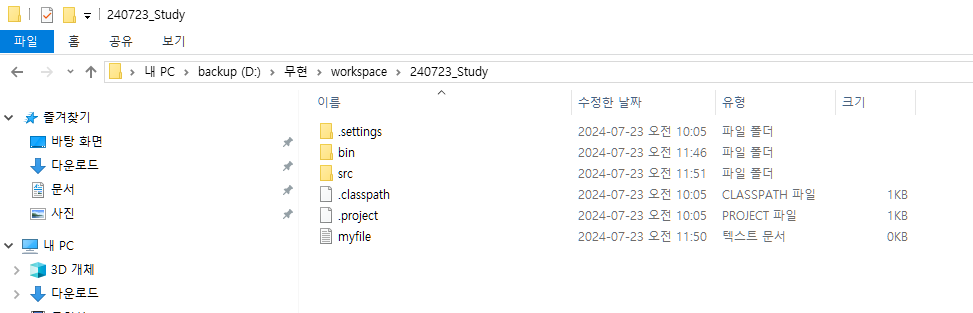 240723_Study
파일 홈 공유 보기
내 PC backup (D:) 무현 workspace 240723_Study
이름 수정한 날짜 유형 크기
즐겨찾기
바탕 화면
다운로드
문서
사진
내 PC
3D 개체
다운로드
.settings 2024-07-23 오전 10:05 파일 폴더
bin 2024-07-23 오전 11:46 파일 폴더
src 2024-07-23 오전 11:51 파일 폴더
.classpath 2024-07-23 오전 10:05 CLASSPATH 파일 1KB
.project 2024-07-23 오전 10:05 PROJECT 파일 1KB
myfile 2024-07-23 오전 11:50 텍스트 문서 0KB